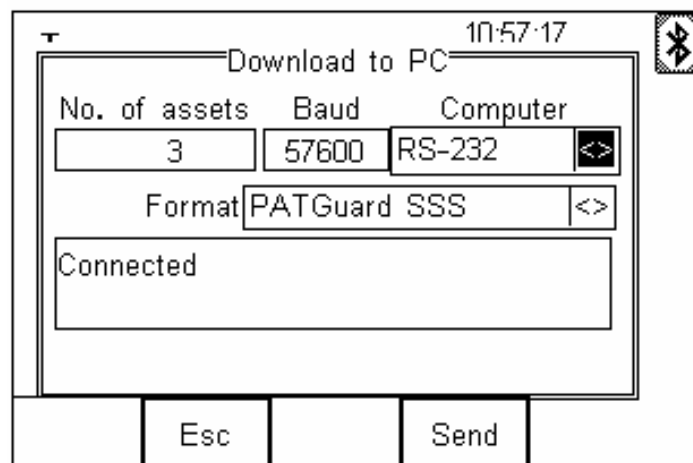 10:57:17
Download to PC
No. of assets Baud Computer
3 57600 RS-232 <>
Format PATGuard SSS <>
Connected
Esc Send